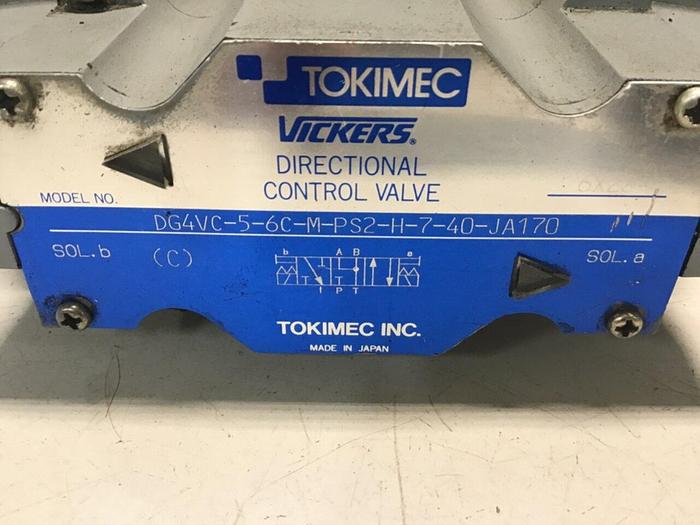 TOKIMEC
VICKERS®
DIRECTIONAL
CONTROL VALVE
MODEL NO.
DG4VC-5-6C-M-PS2-H-7-40-JA170
SOL.b (C) SOL.a
b A B a
T T
P T
TOKIMEC INC.
MADE IN JAPAN